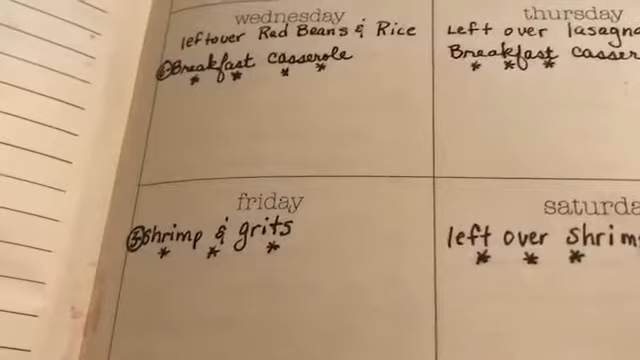 wednesday
leftover Red Beans & Rice
Breakfast casserole
* * * *
thursday
Left over lasagna
Breakfast casser
* * *
friday
shrimp & grits
* * *
saturda
left over shrim
* * *